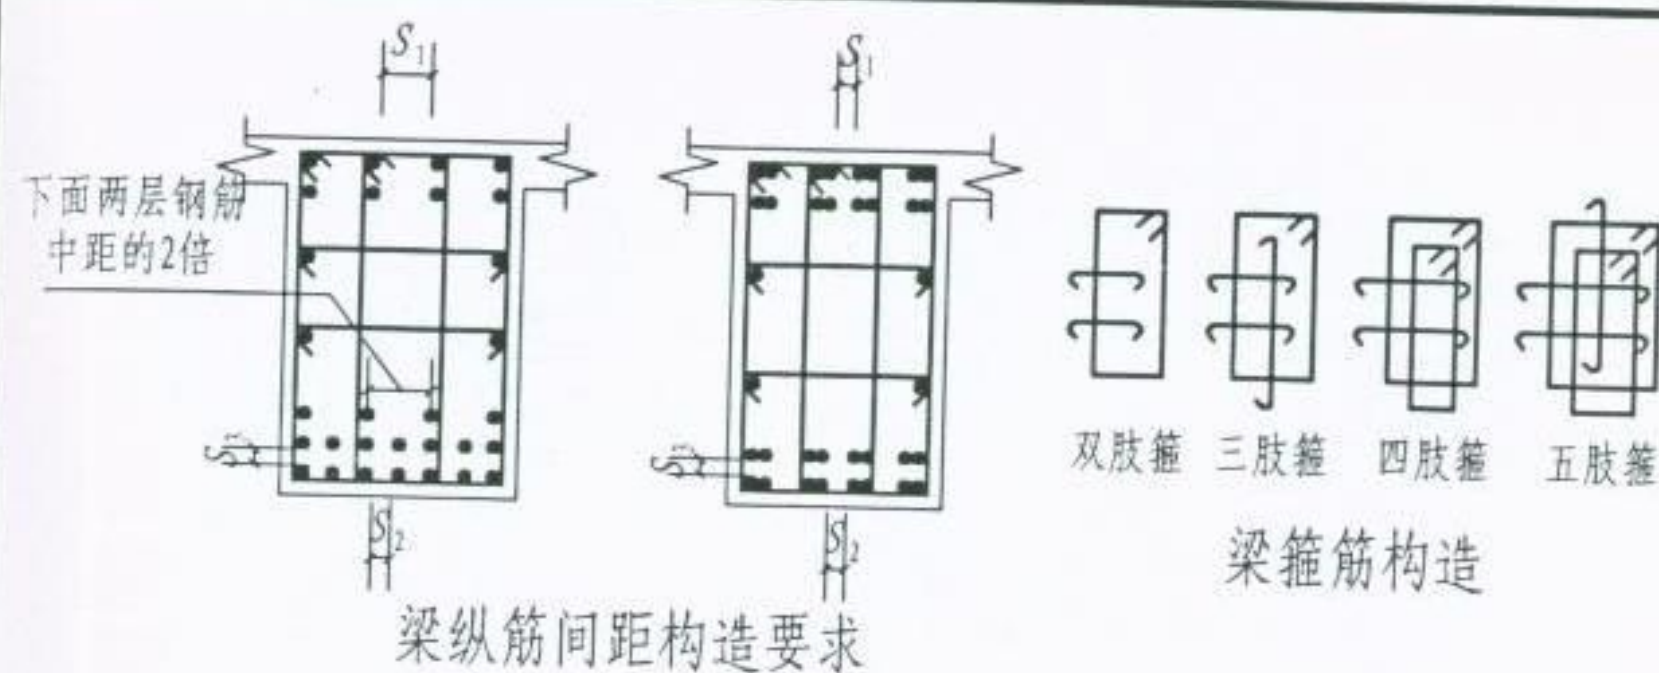 S1
S1
下面两层钢筋
中距的2倍
S3
S3
S2
S2
双肢箍
三肢箍
四肢箍
五肢箍
梁箍筋构造
梁纵筋间距构造要求